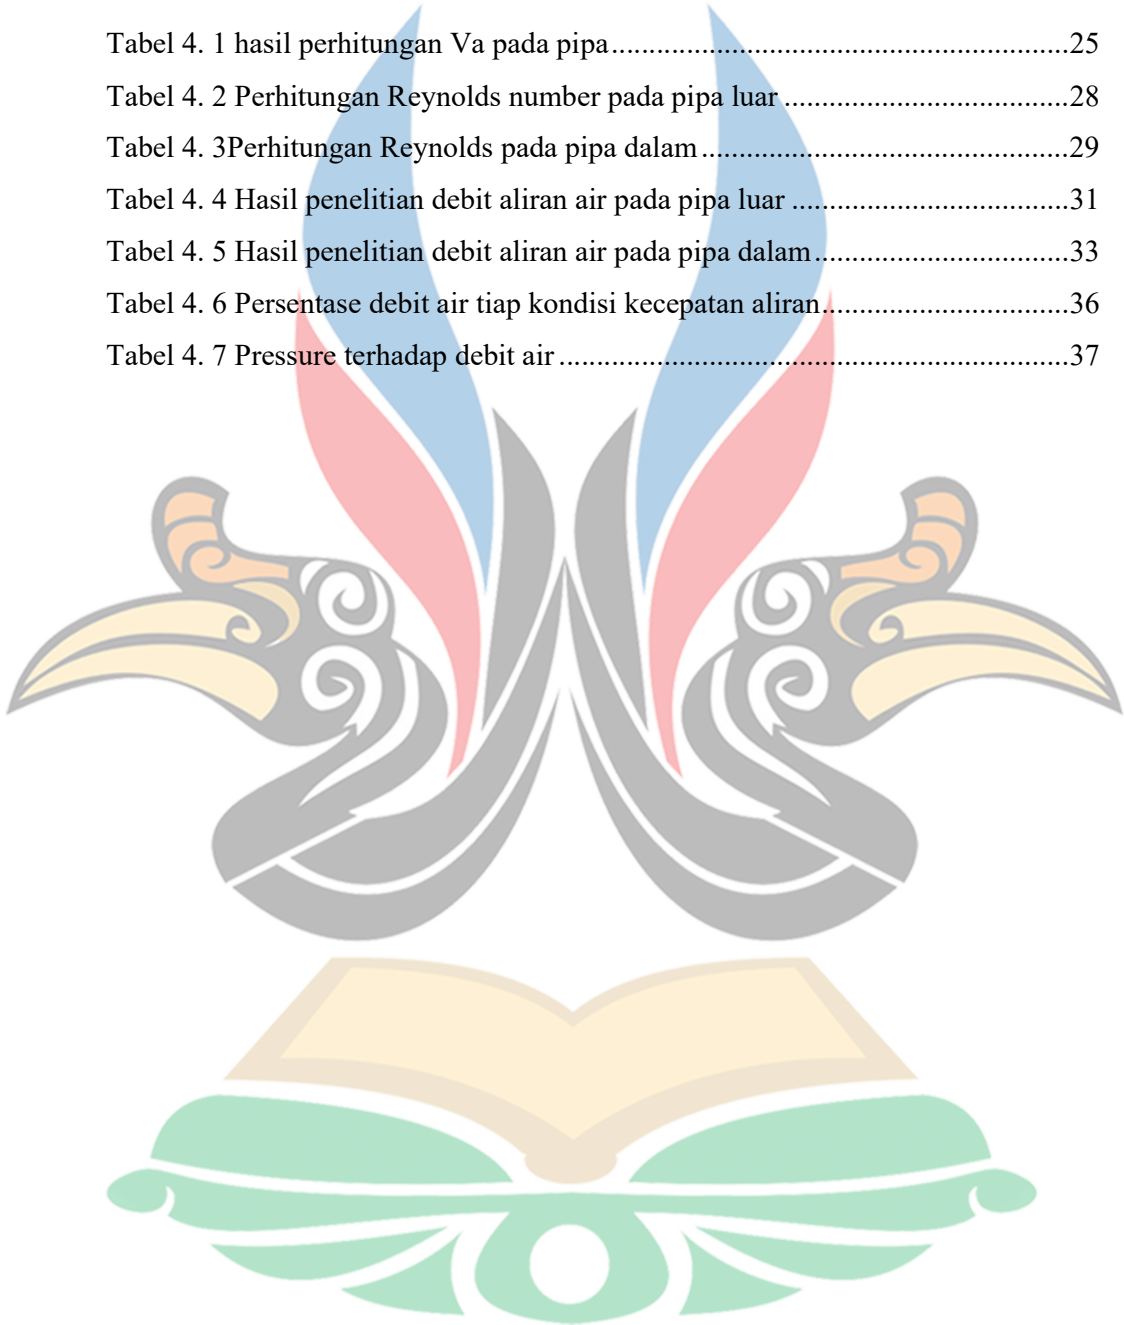 Tabel 4. 1 hasil perhitungan Va pada pipa.............................................................25
Tabel 4. 2 Perhitungan Reynolds number pada pipa luar......................................28
Tabel 4. 3Perhitungan Reynolds pada pipa dalam.................................................29
Tabel 4. 4 Hasil penelitian debit aliran air pada pipa luar .....................................31
Tabel 4. 5 Hasil penelitian debit aliran air pada pipa dalam..................................33
Tabel 4. 6 Persentase debit air tiap kondisi kecepatan aliran.................................36
Tabel 4. 7 Pressure terhadap debit air ....................................................................37